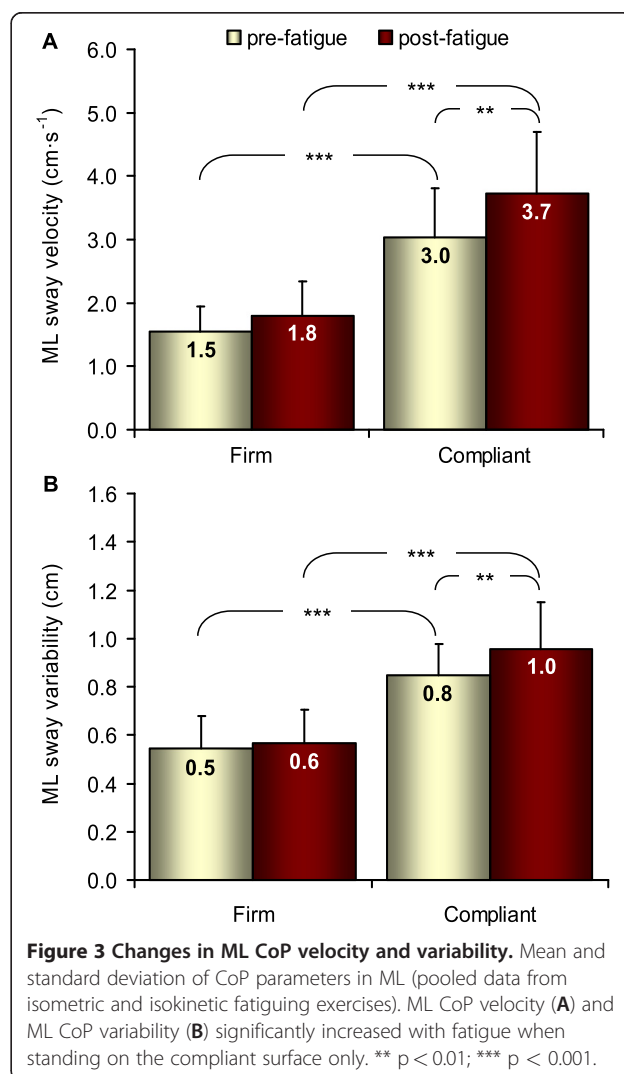 A pre-fatigue post-fatigue
6.0
5.0
4.0
3.0
2.0
1.0
0.0
ML sway velocity (cm·s⁻¹)
***
**
***
1.5
1.8
3.0
3.7
Firm Compliant
B
1.6
1.4
1.2
1.0
0.8
0.6
0.4
0.2
0.0
ML sway variability (cm)
***
**
***
0.5
0.6
0.8
1.0
Firm Compliant
Figure 3 Changes in ML CoP velocity and variability. Mean and
standard deviation of CoP parameters in ML (pooled data from
isometric and isokinetic fatiguing exercises). ML CoP velocity (A) and
ML CoP variability (B) significantly increased with fatigue when
standing on the compliant surface only. ** p < 0.01; *** p < 0.001.